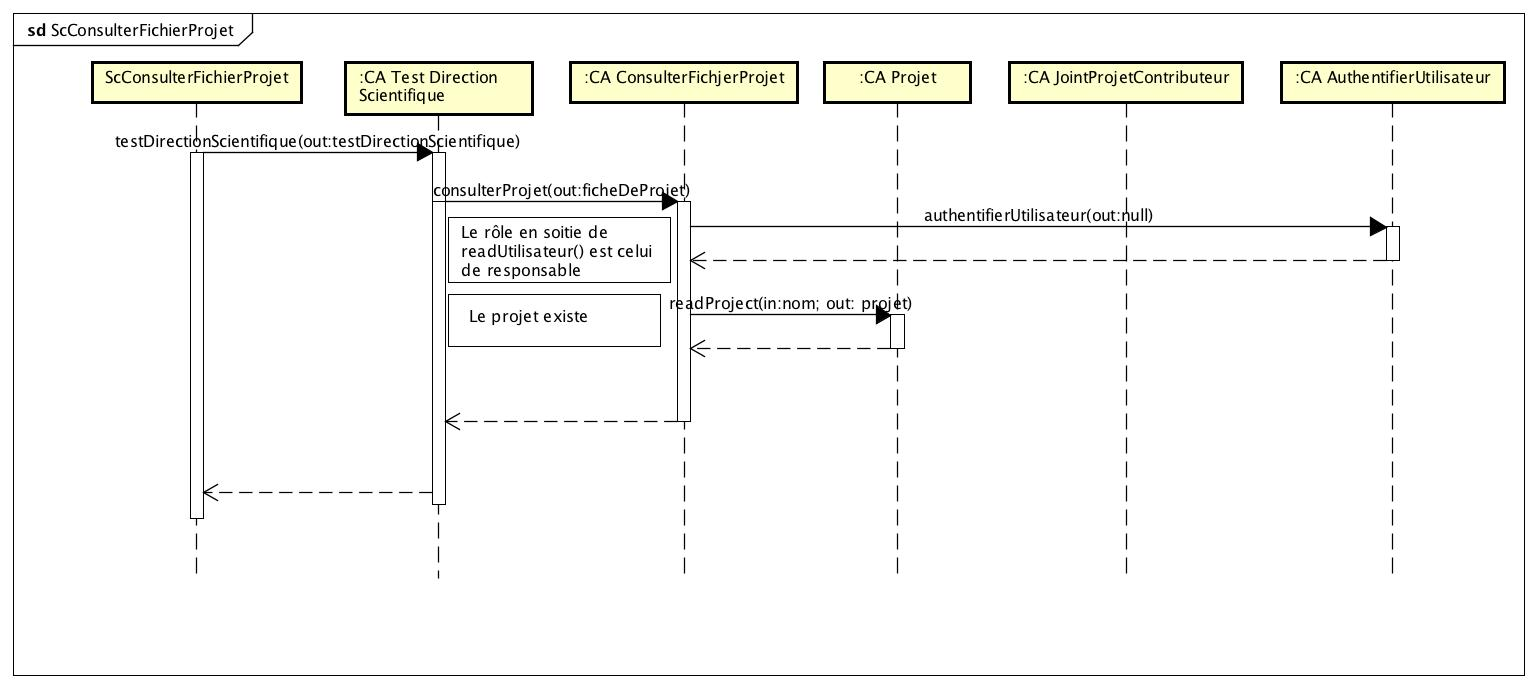 sd ScConsulterFichierProjet
ScConsulterFichierProjet
:CA Test Direction
Scientifique
:CA ConsulterFichjerProjet
:CA Projet
:CA JointProjetContributeur
:CA AuthentifierUtilisateur
testDirectionScientifique(out:testDirectionScientifique)
consulterProjet(out:ficheDeProjet)
authentifierUtilisateur(out:null)
Le rôle en soitie de
readUtilisateur() est celui
de responsable
readProject(in:nom; out: projet)
Le projet existe